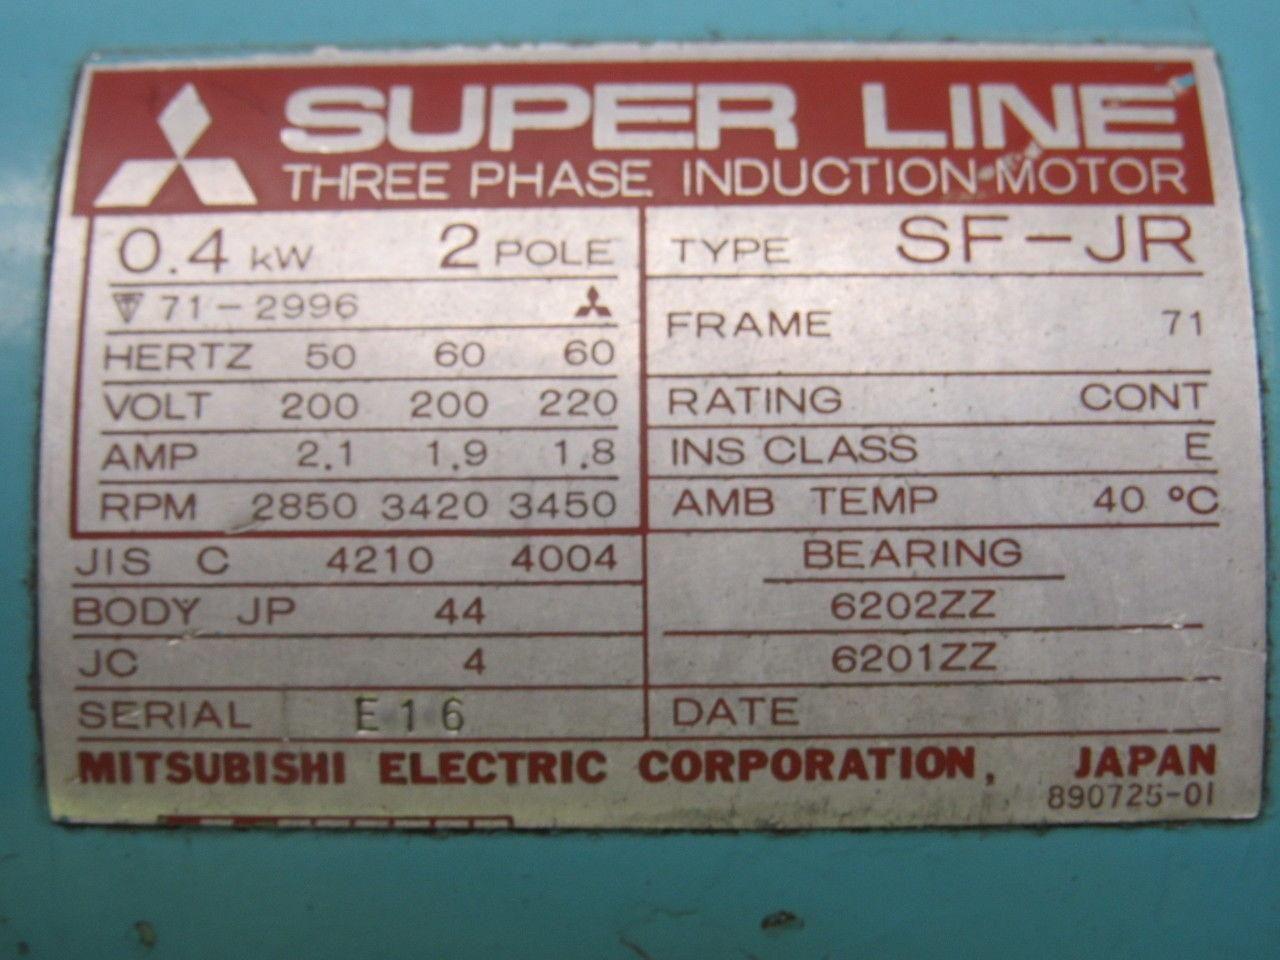 SUPER LINE
THREE PHASE INDUCTION MOTOR
0.4 kW 2 POLE
71-2996
HERTZ 50 60 60
VOLT 200 200 220
AMP 2.1 1.9 1.8
RPM 2850 3420 3450
JIS C 4210 4004
BODY JP 44
JC 4
SERIAL E16
TYPE SF-JR
FRAME 71
RATING CONT
INS CLASS E
AMB TEMP 40 °C
BEARING
6202ZZ
6201ZZ
DATE
MITSUBISHI ELECTRIC CORPORATION, JAPAN
890725-01